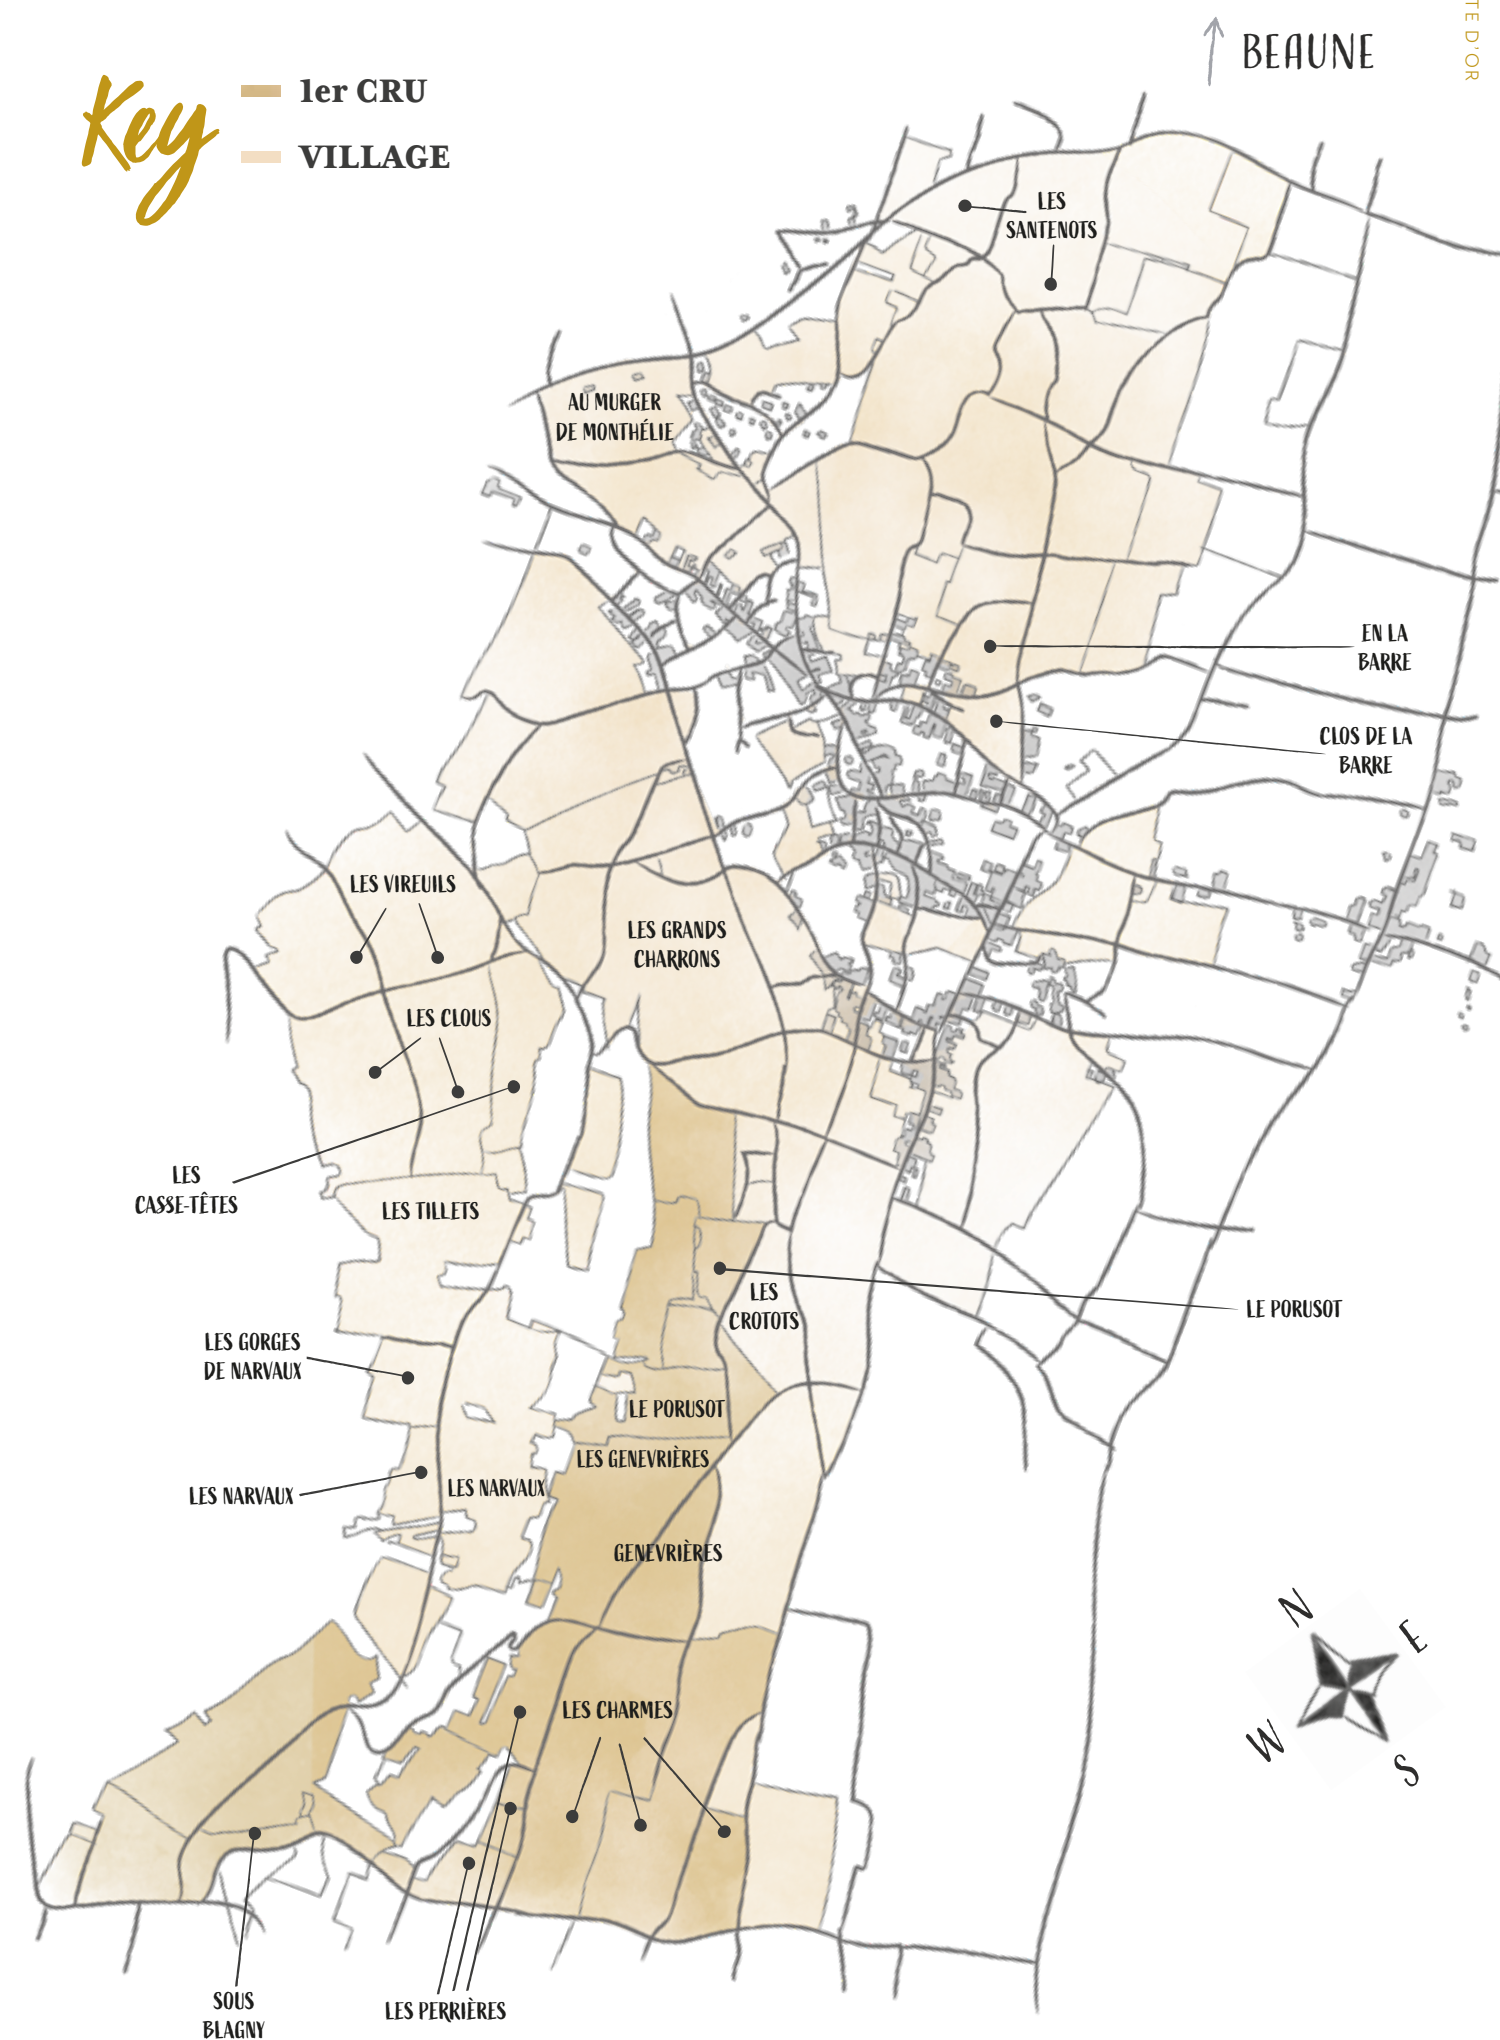 TE D'OR
BEAUNE
Key
1er CRU
VILLAGE
LES
SANTENOTS
AU MURGER
DE MONTHÉLIE
EN LA
BARRE
CLOS DE LA
BARRE
LES VIREUILS
LES GRANDS
CHARRONS
LES CLOUS
LES
CASSE-TÊTES
LES TILLETS
LES
CROTOTS
LE PORUSOT
LES GORGES
DE NARVAUX
LE PORUSOT
LES GENEVRIÈRES
LES NARVAUX
LES NARVAUX
GENEVRIÈRES
N
E
W
S
LES CHARMES
SOUS
BLAGNY
LES PERRIÈRES